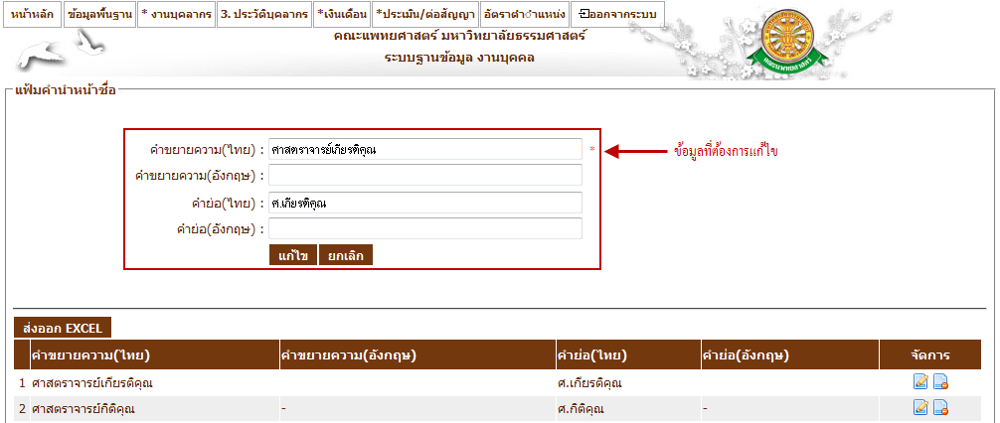 หน้าหลัก ข้อมูลพื้นฐาน * งานบุคลากร 3. ประวัติบุคลากร *เงินเดือน *ประเมิน/ต่อสัญญา อัตราตำแหน่ง ออกจากระบบ
คณะแพทยศาสตร์ มหาวิทยาลัยธรรมศาสตร์
ระบบฐานข้อมูล งานบุคคล
แฟ้มคำนำหน้าชื่อ
คำขยายความ(ไทย) : ศาสตราจารย์เกียรติคุณ * ข้อมูลที่ต้องการแก้ไข
คำขยายความ(อังกฤษ) :
คำย่อ(ไทย) : ศ.เกียรติคุณ
คำย่อ(อังกฤษ) :
แก้ไข ยกเลิก
ส่งออก EXCEL
คำขยายความ(ไทย) คำขยายความ(อังกฤษ) คำย่อ(ไทย) คำย่อ(อังกฤษ) จัดการ
1 ศาสตราจารย์เกียรติคุณ ศ.เกียรติคุณ
2 ศาสตราจารย์กิติคุณ - ศ.กิติคุณ -